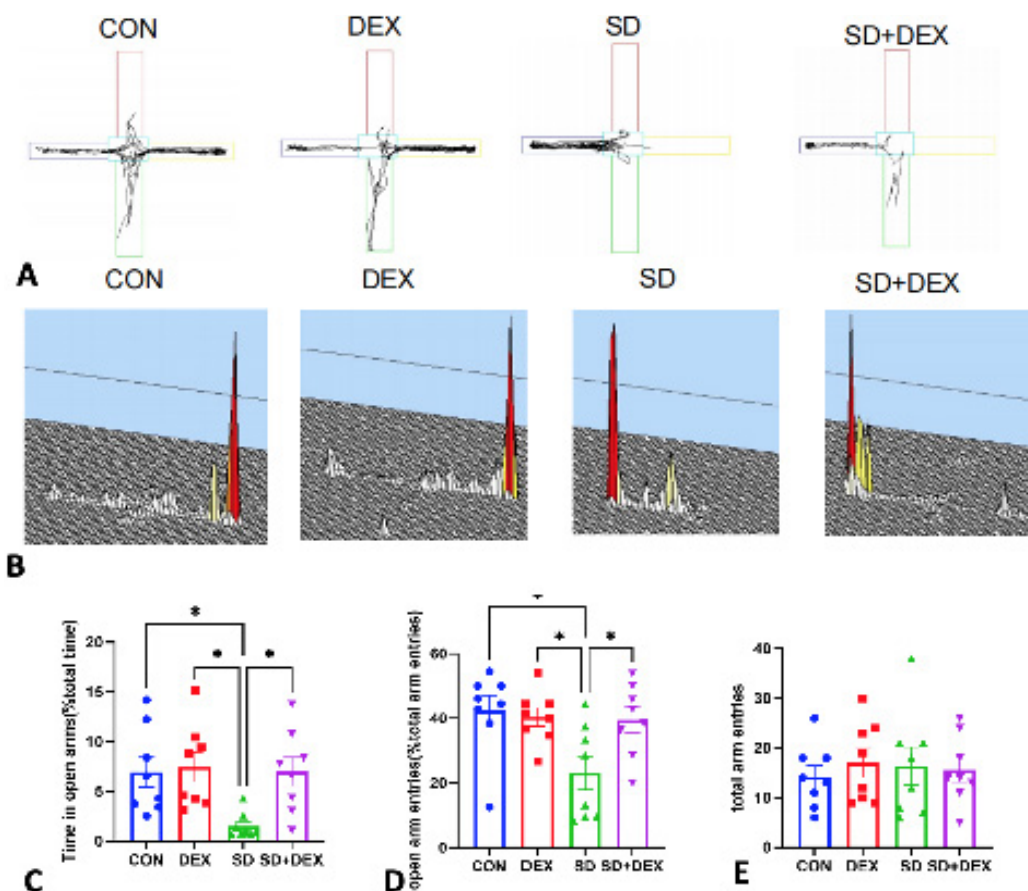 CON DEX SD SD+DEX
A
CON DEX SD SD+DEX
B
* * *
Time in open arms(%total time)
20
15
10
5
0
CON DEX SD SD+DEX
C
* *
open arm entries(%total arm entries)
60
40
20
0
CON DEX SD SD+DEX
D
total arm entries
40
30
20
10
0
CON DEX SD SD+DEX
E